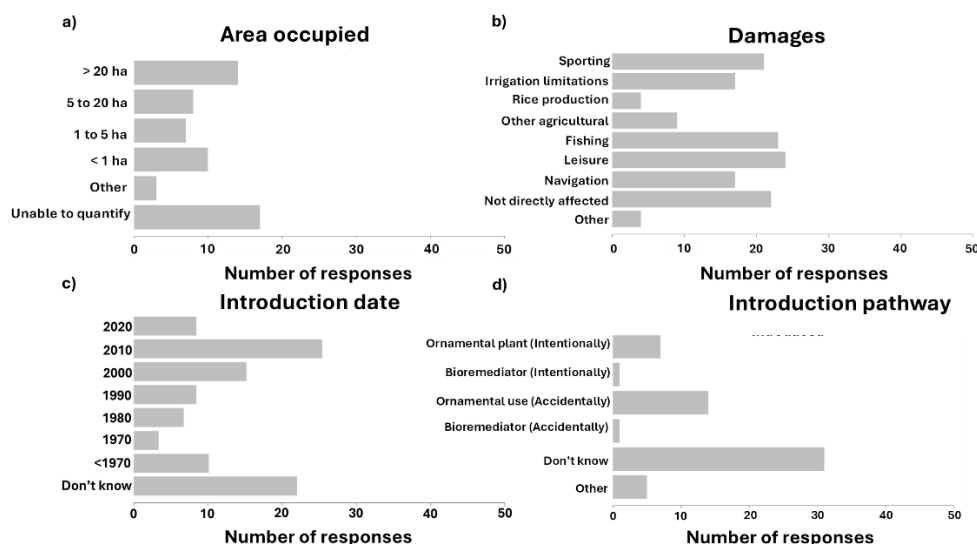 a)
Area occupied
> 20 ha
5 to 20 ha
1 to 5 ha
< 1 ha
Other
Unable to quantify
0 10 20 30 40 50
Number of responses
b)
Damages
Sporting
Irrigation limitations
Rice production
Other agricultural
Fishing
Leisure
Navigation
Not directly affected
Other
0 10 20 30 40 50
Number of responses
c)
Introduction date
2020
2010
2000
1990
1980
1970
<1970
Don't know
0 10 20 30 40 50
Number of responses
d)
Introduction pathway
Ornamental plant (Intentionally)
Bioremediator (Intentionally)
Ornamental use (Accidentally)
Bioremediator (Accidentally)
Don't know
Other
0 10 20 30 40 50
Number of responses